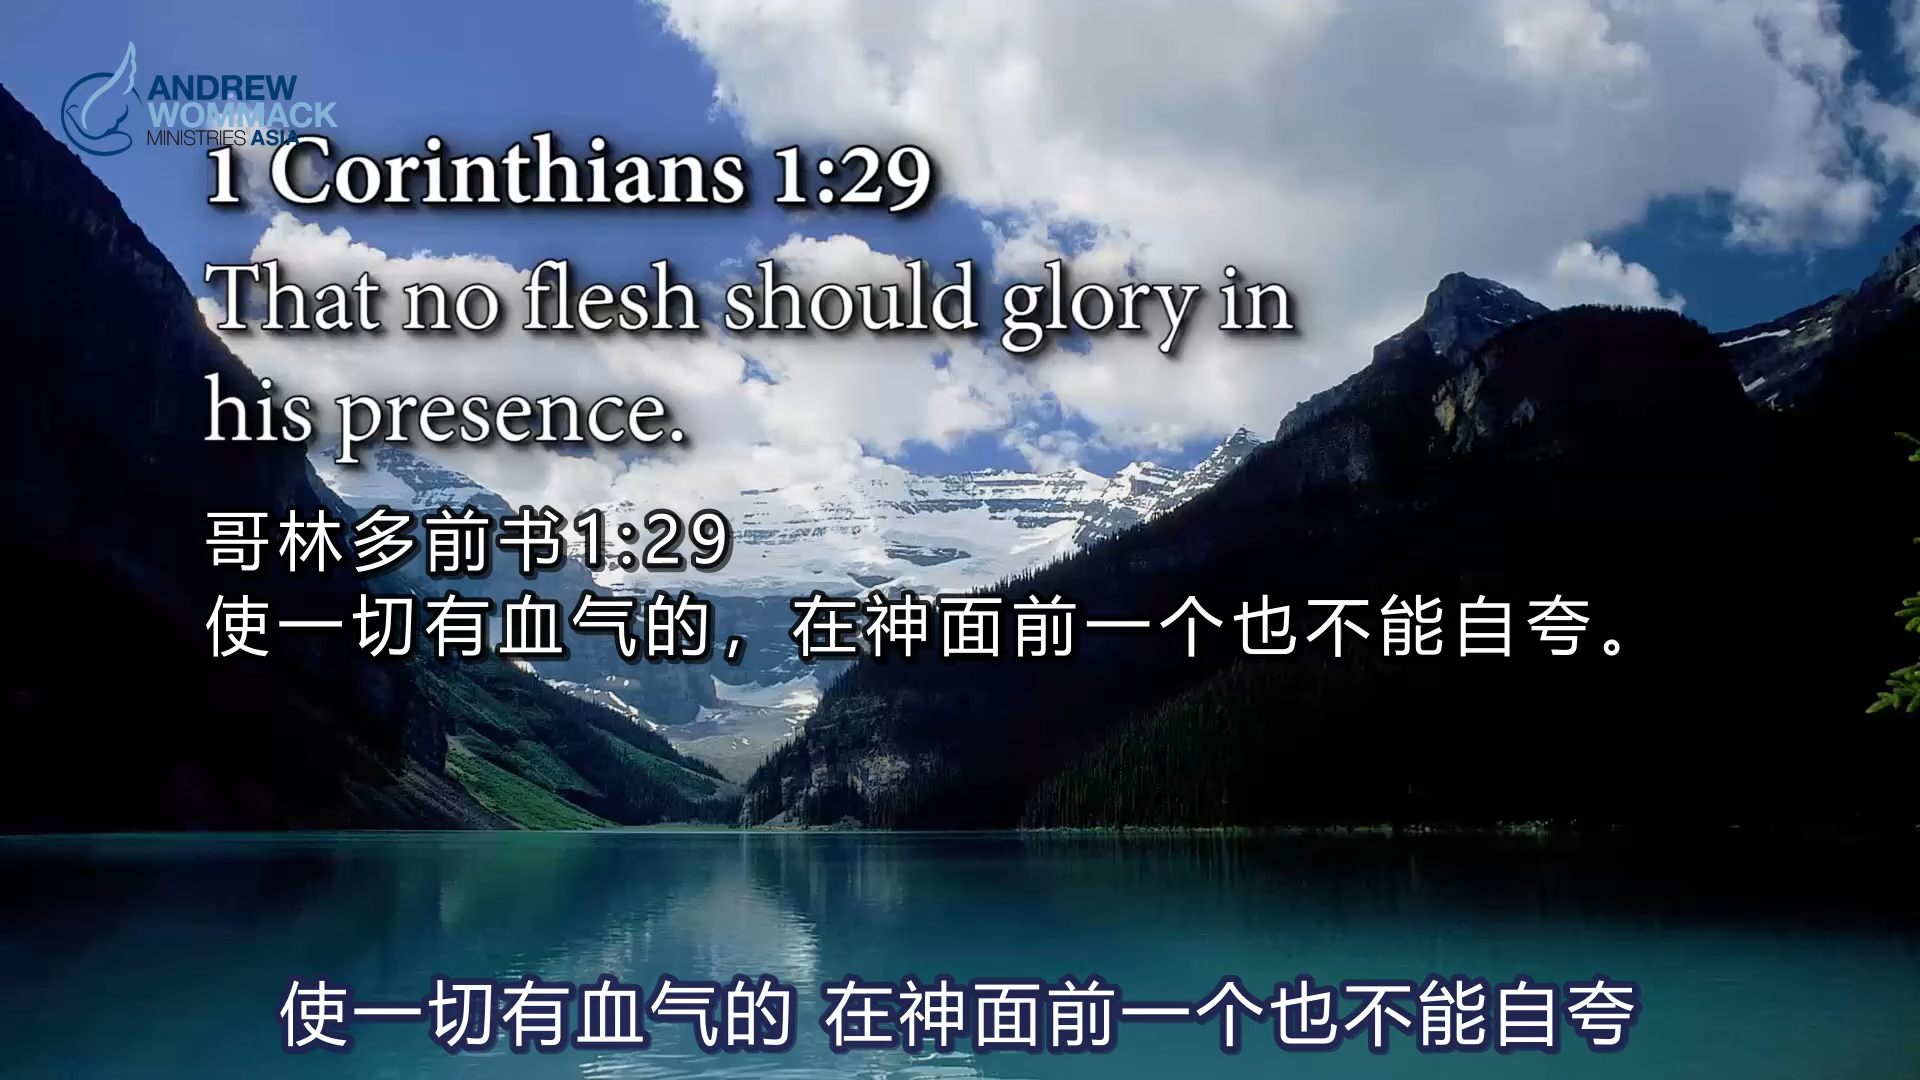 ANDREW
WOMMACK
MINISTRIES ASIA
1 Corinthians 1:29
That no flesh should glory in
his presence.
哥林多前书1:29
使一切有血气的，在神面前一个也不能自夸。
使一切有血气的 在神面前一个也不能自夸